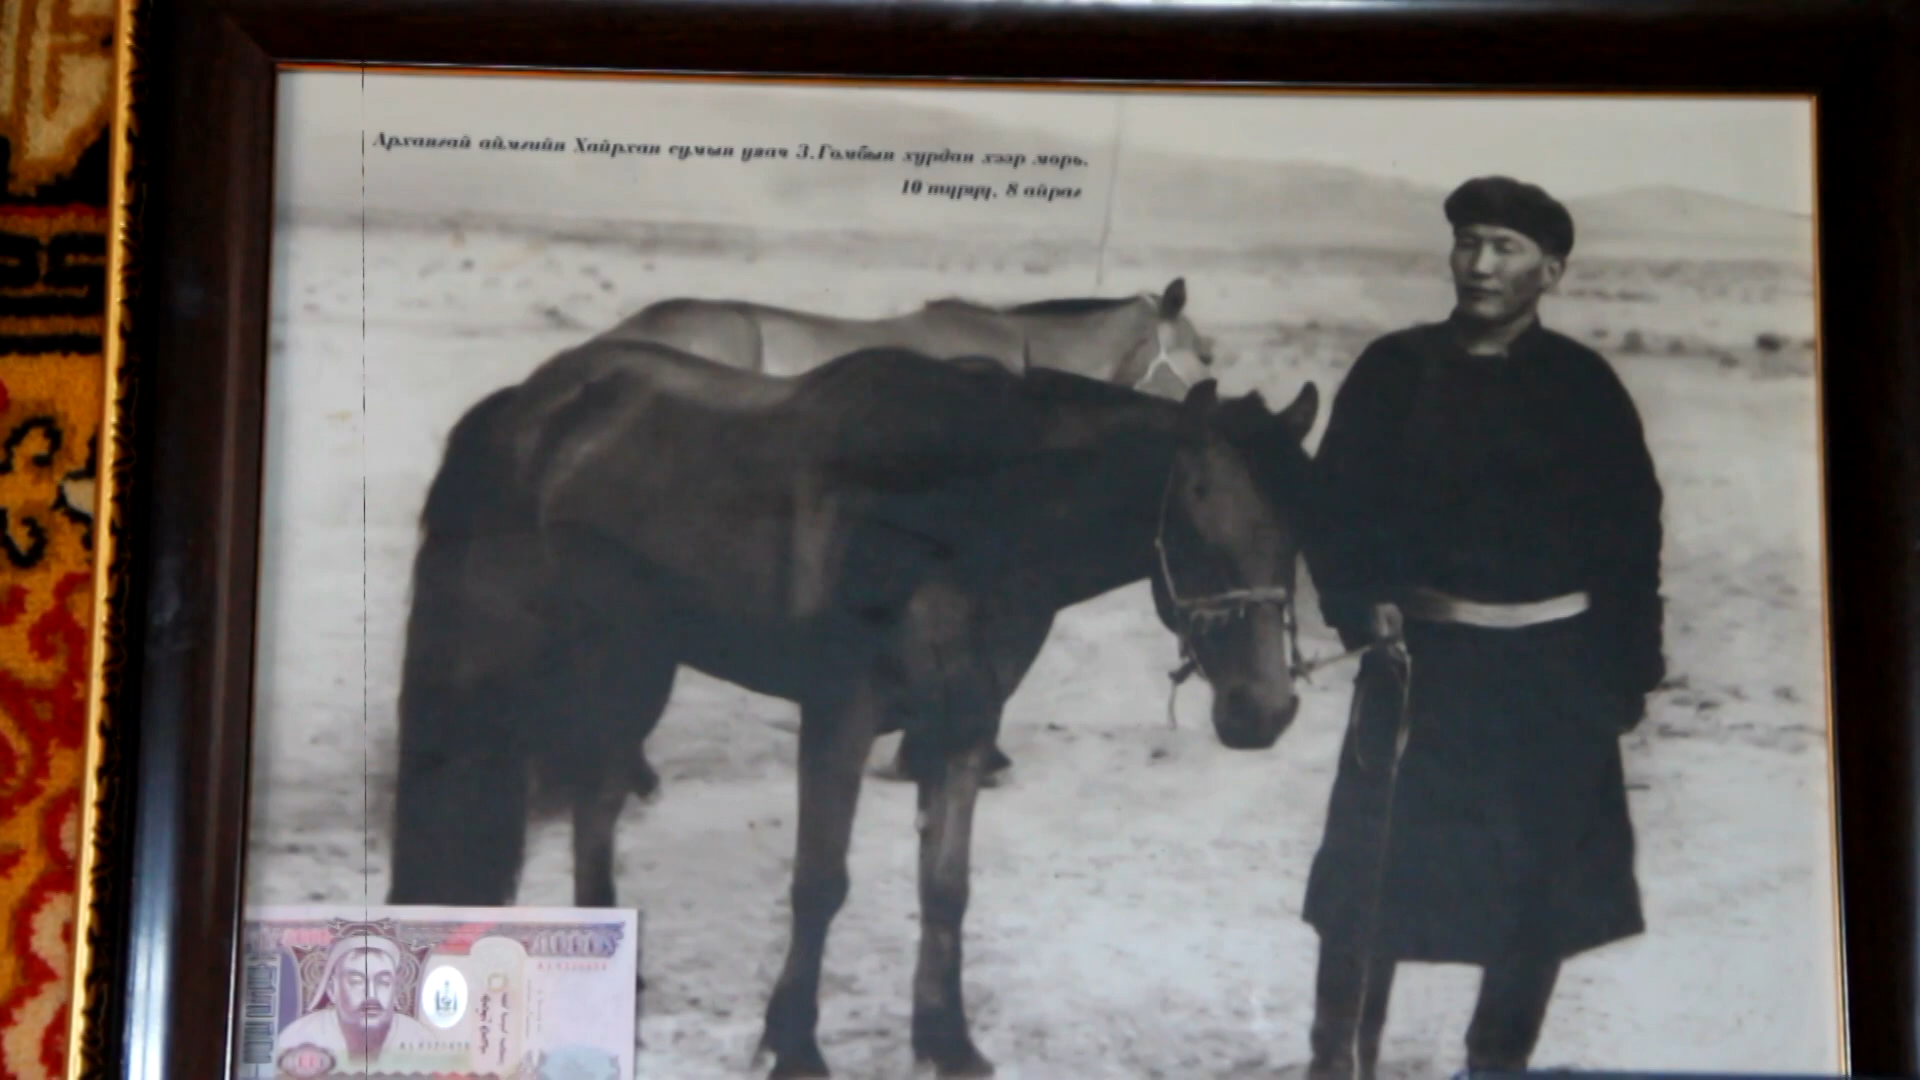 Архангай аймгийн Хайрхан сумын уяач З.Гомбын хурдан хээр морь.
10 түрүү, 8 айраг